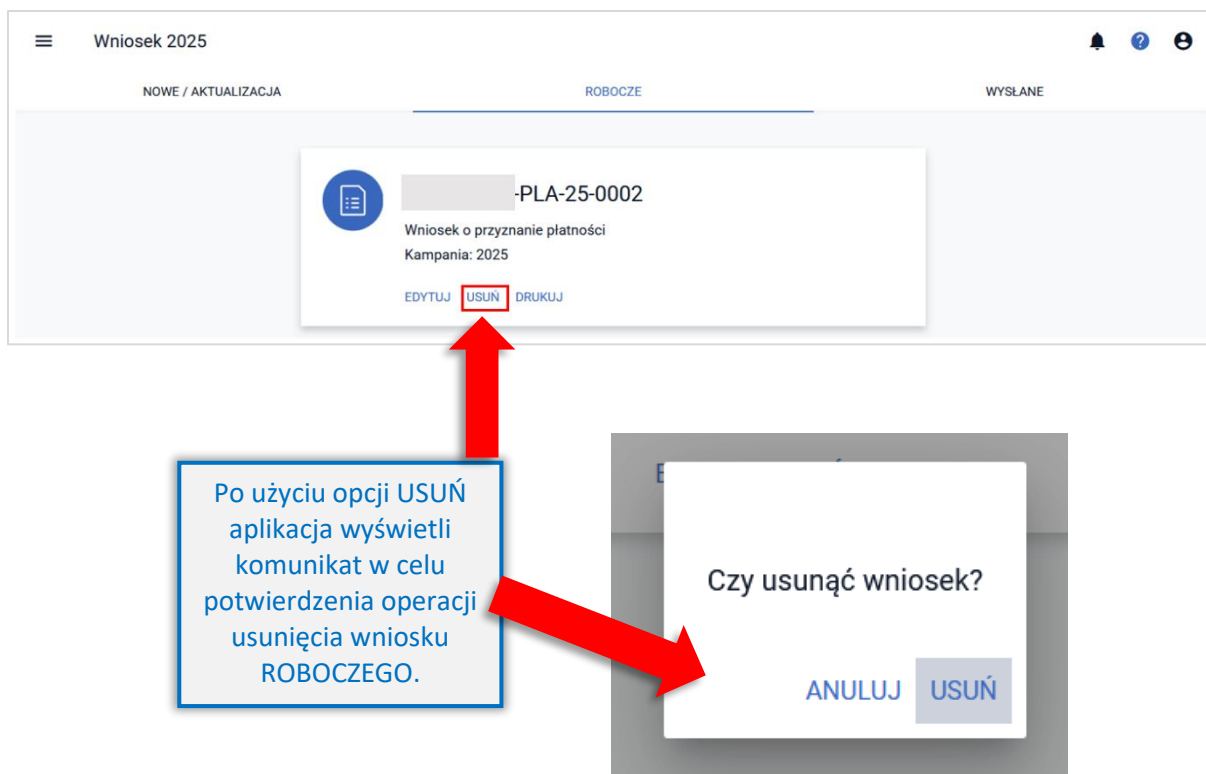 Wniosek 2025
NOWE / AKTUALIZACJA
ROBOCZE
WYSŁANE
-PLA-25-0002
Wniosek o przyznanie płatności
Kampania: 2025
EDYTUJ USUŃ DRUKUJ
Po użyciu opcji USUŃ
aplikacja wyświetli
komunikat w celu
potwierdzenia operacji
usunięcia wniosku
ROBOCZEGO.
Czy usunąć wniosek?
ANULUJ USUŃ